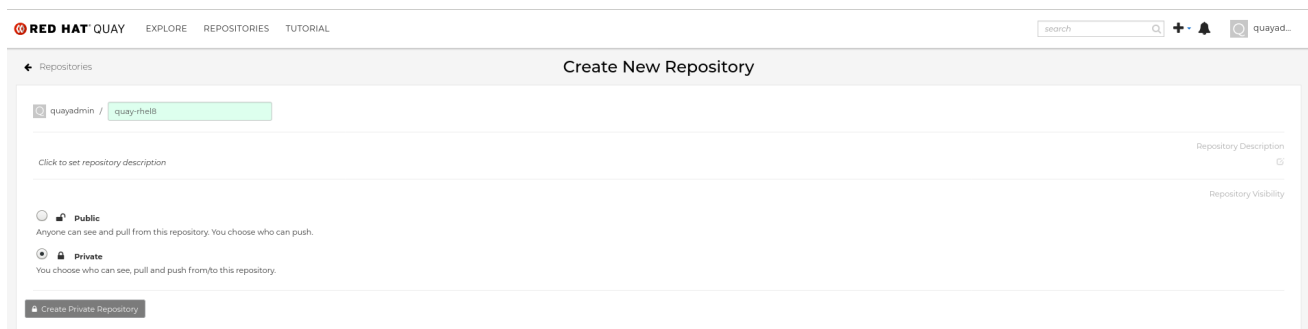 RED HAT QUAY EXPLORE REPOSITORIES TUTORIAL search quayad...
Repositories Create New Repository
Q quayadmin / quay-rhel8
Repository Description
Click to set repository description
Repository Visibility
Public
Anyone can see and pull from this repository. You choose who can push.
Private
You choose who can see, pull and push from/to this repository.
Create Private Repository